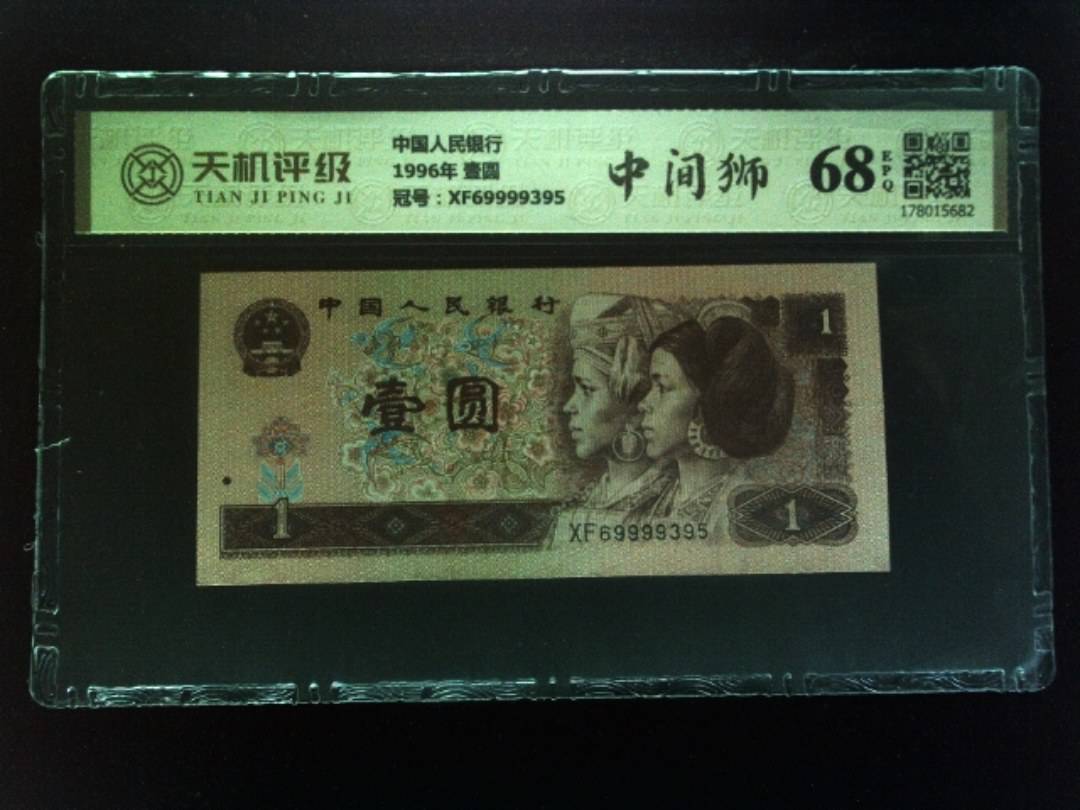 天机评级
TIAN JI PING JI
中国人民银行
1996年 壹圆
冠号：XF69999395
中间狮
68
EPQ
178015682
中国人民银行
1
壹圆
1
XF69999395
1